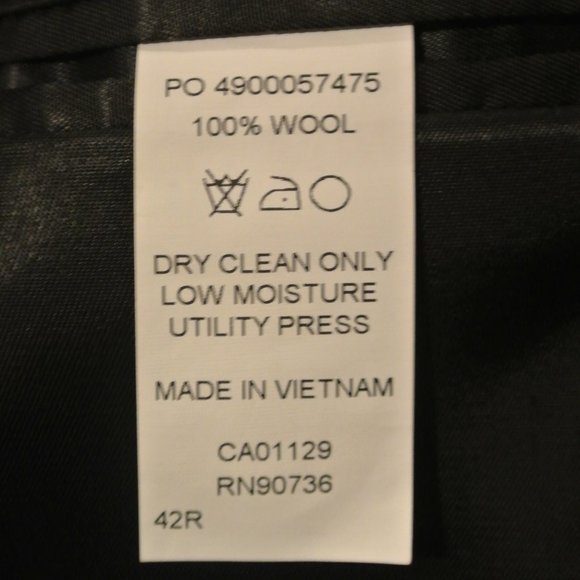 PO 4900057475
100% WOOL
DRY CLEAN ONLY
LOW MOISTURE
UTILITY PRESS
MADE IN VIETNAM
CA01129
RN90736
42R